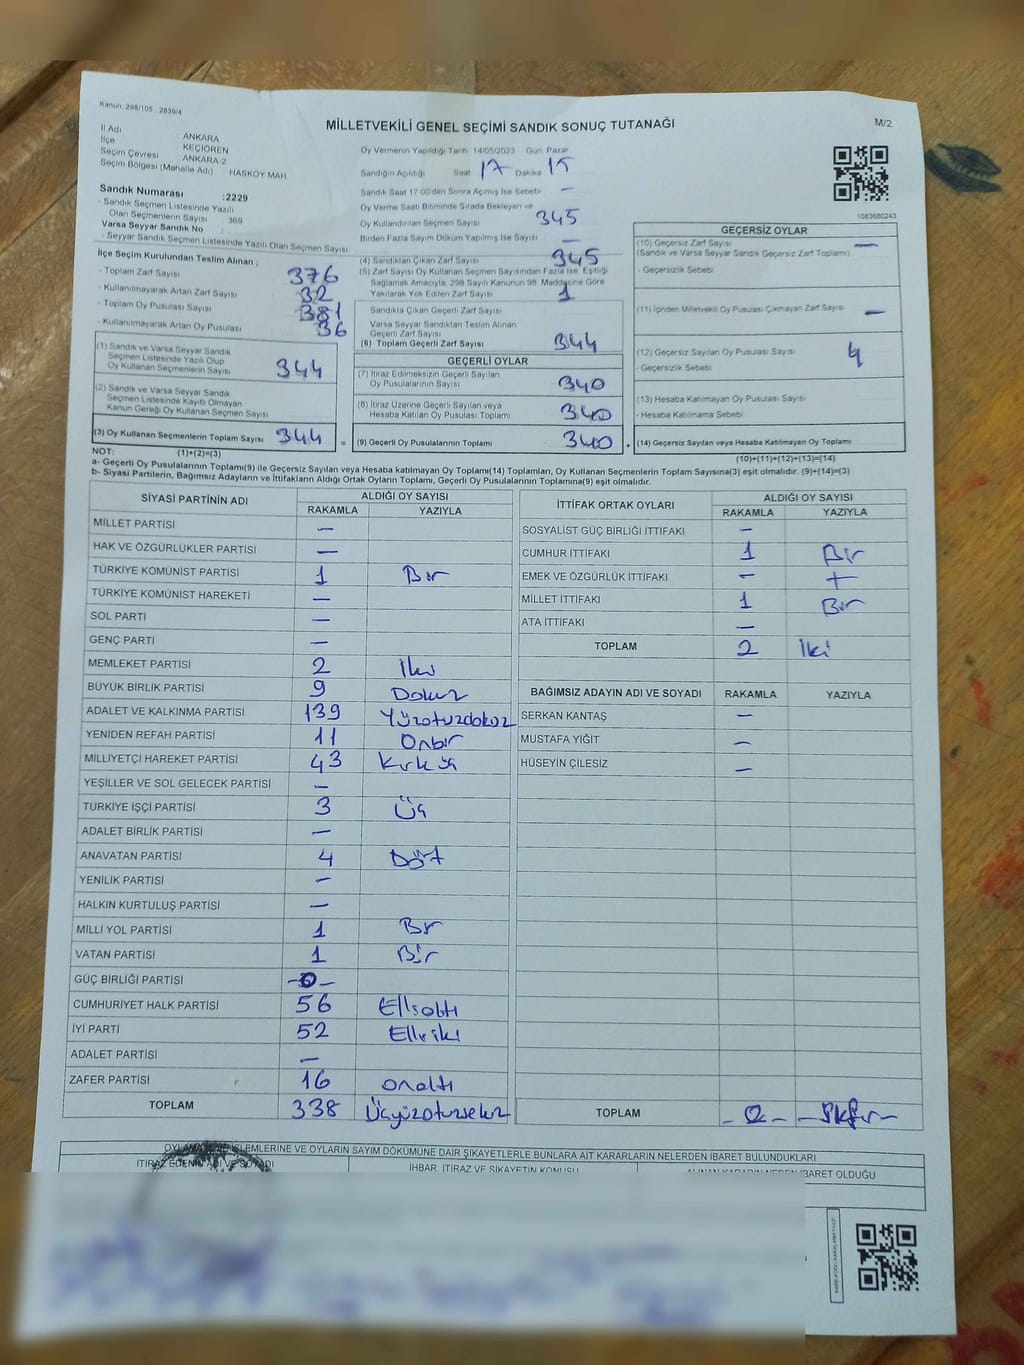 Kanun: 298/105 , 2839/4
MİLLETVEKİLİ GENEL SEÇİMİ SANDIK SONUÇ TUTANAĞI
M/2
İl Adı : ANKARA
İlçe : KEÇİÖREN
Seçim Çevresi : ANKARA-2
Seçim Bölgesi (Mahalle Adı) : HASKÖY MAH
Sandık Numarası :2229
- Sandık Seçmen Listesinde Yazılı
Olan Seçmenlerin Sayısı : 369
Varsa Seyyar Sandık No :
- Seyyar Sandık Seçmen Listesinde Yazılı Olan Seçmen Sayısı
İlçe Seçim Kurulundan Teslim Alınan ;
- Toplam Zarf Sayısı 376
- Kullanılmayarak Artan Zarf Sayısı 32
- Toplam Oy Pusulası Sayısı 381
- Kullanılmayarak Artan Oy Pusulası 36
(1) Sandık ve Varsa Seyyar Sandık
Seçmen Listesinde Yazılı Olup
Oy Kullanan Seçmenlerin Sayısı 344
(2) Sandık ve Varsa Seyyar Sandık
Seçmen Listesinde Kayıtlı Olmayan
Kanun Gereği Oy Kullanan Seçmen Sayısı
(3) Oy Kullanan Seçmenlerin Toplam Sayısı 344 =
(1)+(2)=(3)
Oy Vermenin Yapıldığı Tarih: 14/05/2023 Gün: Pazar
Sandığın Açıldığı Saat 17 Dakika 15
Sandık Saat 17:00'den Sonra Açılmış İse Sebebi -
Oy Verme Saati Bitiminde Sırada Bekleyen ve
Oy Kullandırılan Seçmen Sayısı 345
Birden Fazla Sayım Döküm Yapılmış İse Sayısı -
(4) Sandıktan Çıkan Zarf Sayısı 345
(5) Zarf Sayısı Oy Kullanan Seçmen Sayısından Fazla İse, Eşitliği
Sağlamak Amacıyla, 298 Sayılı Kanunun 98. Maddesine Göre
Yakılarak Yok Edilen Zarf Sayısı 1
Sandıkta Çıkan Geçerli Zarf Sayısı
Varsa Seyyar Sandıktan Teslim Alınan
Geçerli Zarf Sayısı
(6) Toplam Geçerli Zarf Sayısı 344
GEÇERLİ OYLAR
(7) İtiraz Edilmeksizin Geçerli Sayılan
Oy Pusulalarının Sayısı 340
(8) İtiraz Üzerine Geçerli Sayılan veya
Hesaba Katılan Oy Pusulası Toplamı 340
(9) Geçerli Oy Pusulalarının Toplamı 340 +
1083680243
GEÇERSİZ OYLAR
(10) Geçersiz Zarf Sayısı -
(Sandık ve Varsa Seyyar Sandık Geçersiz Zarf Toplamı)
- Geçersizlik Sebebi
(11) İçinden Milletvekili Oy Pusulası Çıkmayan Zarf Sayısı -
(12) Geçersiz Sayılan Oy Pusulası Sayısı 4
- Geçersizlik Sebebi
(13) Hesaba Katılmayan Oy Pusulası Sayısı
- Hesaba Katılmama Sebebi
(14) Geçersiz Sayılan veya Hesaba Katılmayan Oy Toplamı
(10)+(11)+(12)+(13)=(14)
NOT:
a- Geçerli Oy Pusulalarının Toplamı(9) ile Geçersiz Sayılan veya Hesaba katılmayan Oy Toplamı(14) Toplamları, Oy Kullanan Seçmenlerin Toplam Sayısına(3) eşit olmalıdır. (9)+(14)=(3)
b- Siyasi Partilerin, Bağımsız Adayların ve İttifakların Aldığı Ortak Oyların Toplamı, Geçerli Oy Pusulalarının Toplamına(9) eşit olmalıdır.
SİYASİ PARTİNİN ADI ALDIĞI OY SAYISI
RAKAMLA YAZIYLA
MİLLET PARTİSİ -
HAK VE ÖZGÜRLÜKLER PARTİSİ -
TÜRKİYE KOMÜNİST PARTİSİ 1 Bir
TÜRKİYE KOMÜNİST HAREKETİ -
SOL PARTİ -
GENÇ PARTİ -
MEMLEKET PARTİSİ 2 İki
BÜYÜK BİRLİK PARTİSİ 9 Dokuz
ADALET VE KALKINMA PARTİSİ 139 Yüzotuzdokuz
YENİDEN REFAH PARTİSİ 11 Onbir
MİLLİYETÇİ HAREKET PARTİSİ 43 Kırküç
YEŞİLLER VE SOL GELECEK PARTİSİ -
TÜRKİYE İŞÇİ PARTİSİ 3 Üç
ADALET BİRLİK PARTİSİ -
ANAVATAN PARTİSİ 4 Dört
YENİLİK PARTİSİ -
HALKIN KURTULUŞ PARTİSİ -
MİLLİ YOL PARTİSİ 1 Bir
VATAN PARTİSİ 1 Bir
GÜÇ BİRLİĞİ PARTİSİ -0-
CUMHURİYET HALK PARTİSİ 56 Ellialtı
İYİ PARTİ 52 Elliiki
ADALET PARTİSİ -
ZAFER PARTİSİ 16 Onaltı
TOPLAM 338 Üçyüzotuzsekiz
İTTİFAK ORTAK OYLARI ALDIĞI OY SAYISI
RAKAMLA YAZIYLA
SOSYALİST GÜÇ BİRLİĞİ İTTİFAKI -
CUMHUR İTTİFAKI 1 Bir
EMEK VE ÖZGÜRLÜK İTTİFAKI -
MİLLET İTTİFAKI 1 Bir
ATA İTTİFAKI -
TOPLAM 2 İki
BAĞIMSIZ ADAYIN ADI VE SOYADI RAKAMLA YAZIYLA
SERKAN KANTAŞ -
MUSTAFA YİĞİT -
HÜSEYİN ÇİLESİZ -
TOPLAM -0- -Sıfır-
OYLAMA İŞLEMLERİNE VE OYLARIN SAYIM DÖKÜMÜNE DAİR ŞİKAYETLERLE BUNLARA AİT KARARLARIN NELERDEN İBARET BULUNDUKLARI
İTİRAZ EDENİN ADI VE SOYADI İHBAR, İTİRAZ VE ŞİKAYETİN KONUSU ALINAN KARARIN NEDEN İBARET OLDUĞU